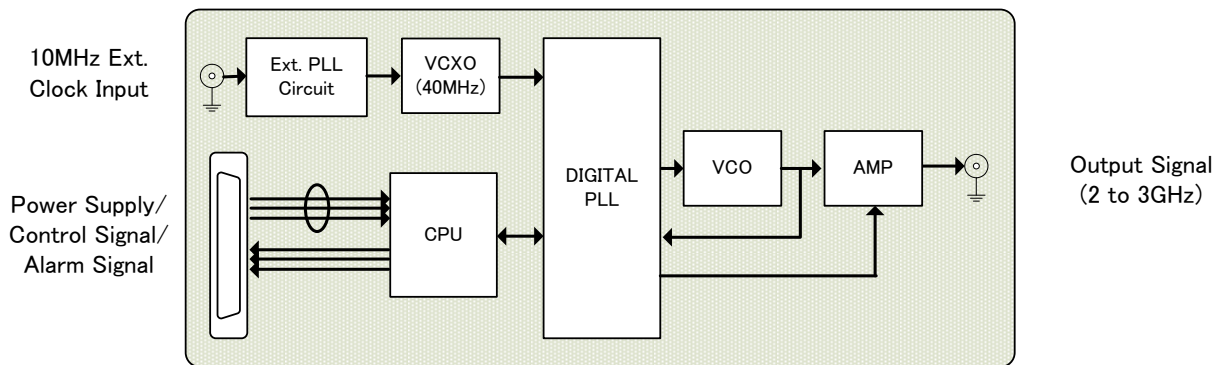 10MHz Ext.
Clock Input
Ext. PLL
Circuit
VCXO
(40MHz)
DIGITAL
PLL
VCO
AMP
Output Signal
(2 to 3GHz)
Power Supply/
Control Signal/
Alarm Signal
CPU